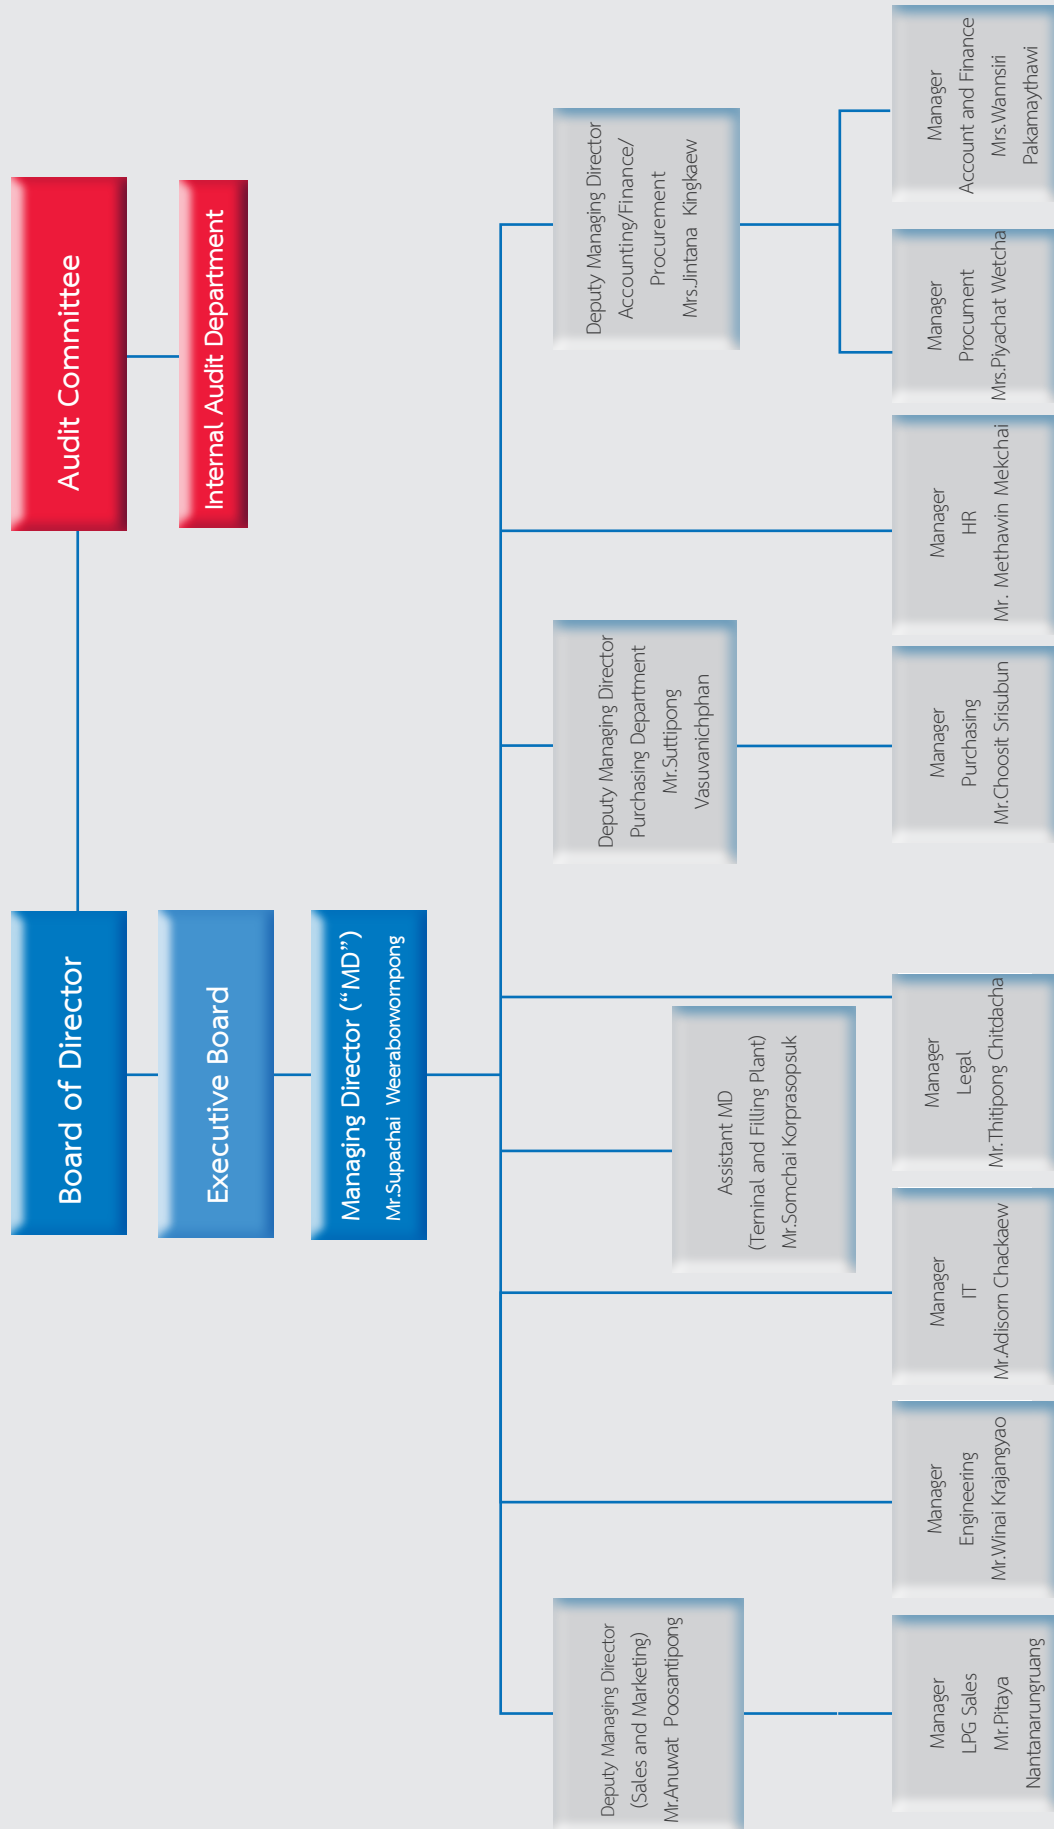 Board of Director
Audit Committee
Executive Board
Internal Audit Department
Managing Director (“MD”)
Mr.Supachai Weeraborwornpong
Deputy Managing Director
(Sales and Marketing)
Mr.Anuwat Poosantipong
Assistant MD
(Terninal and Filling Plant)
Mr.Somchai Korprasopsuk
Deputy Managing Director
Purchasing Department
Mr.Suttipong
Vasuvanichphan
Deputy Managing Director
Accounting/Finance/
Procurement
Mrs.Jintana Kingkaew
Manager
LPG Sales
Mr.Pitaya
Nantanarungruang
Manager
Engineering
Mr.Winai Krajangyao
Manager
IT
Mr.Adisorn Chackaew
Manager
Legal
Mr.Thitipong Chitdacha
Manager
Purchasing
Mr.Choosit Srisubun
Manager
HR
Mr. Methawin Mekchai
Manager
Procument
Mrs.Piyachat Wetcha
Manager
Account and Finance
Mrs.Wannsiri
Pakamaythawi